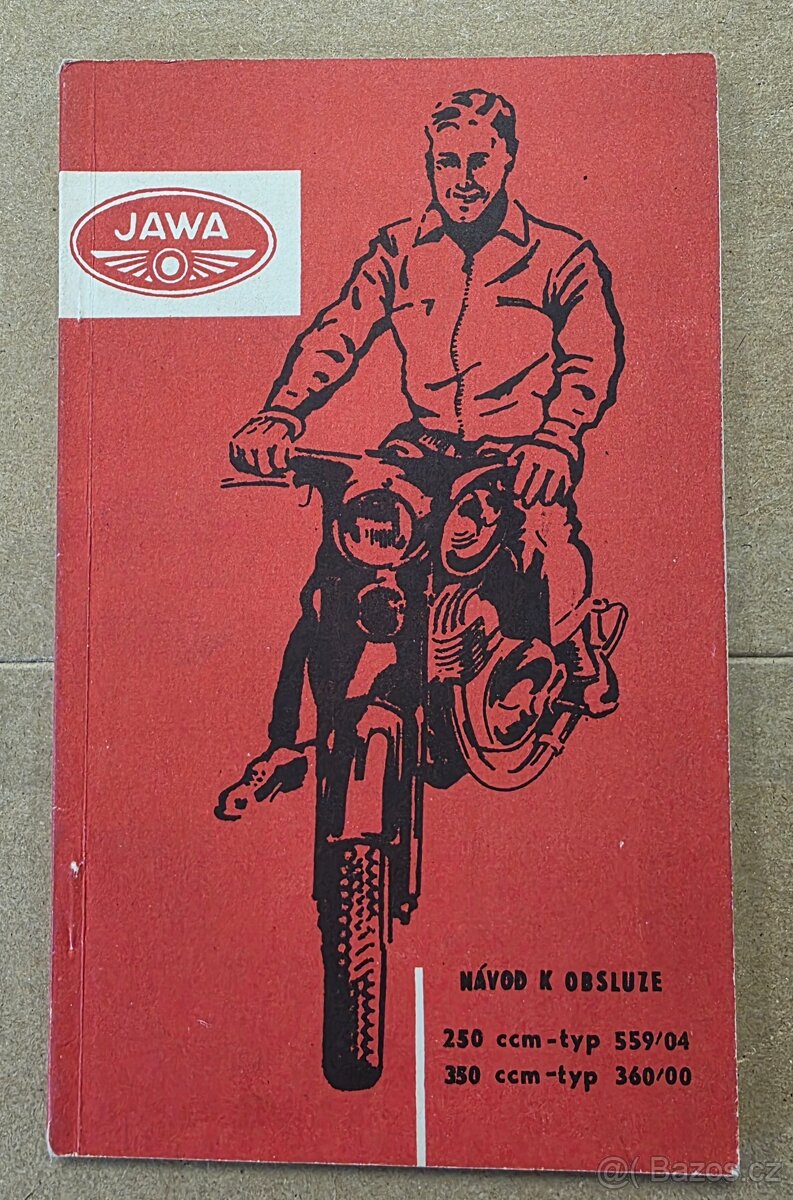 JAWA
NÁVOD K OBSLUZE
250 ccm-typ 559/04
350 ccm-typ 360/00
@( Bazos.cz